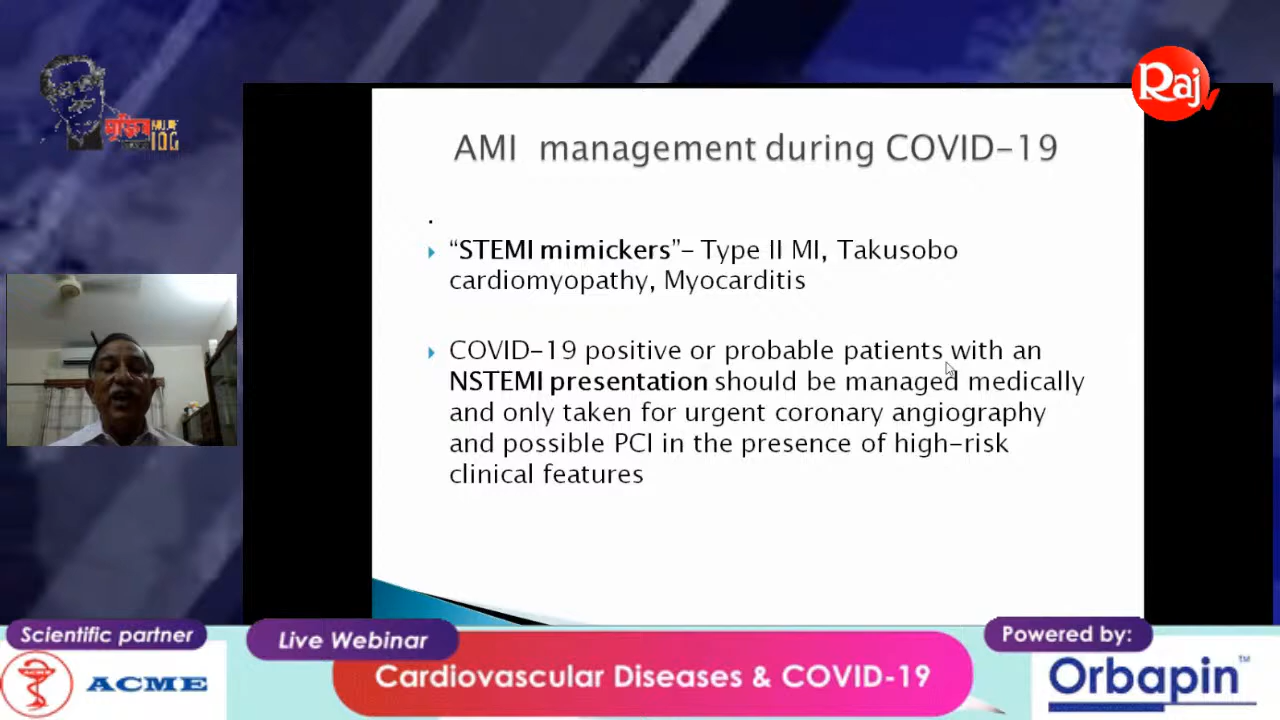 Raj
মুজিব
100
AMI management during COVID-19
.
“STEMI mimickers”- Type II MI, Takusobo
cardiomyopathy, Myocarditis
COVID-19 positive or probable patients with an
NSTEMI presentation should be managed medically
and only taken for urgent coronary angiography
and possible PCI in the presence of high-risk
clinical features
Scientific partner
ACME
Live Webinar
Cardiovascular Diseases & COVID-19
Powered by:
Orbapin™